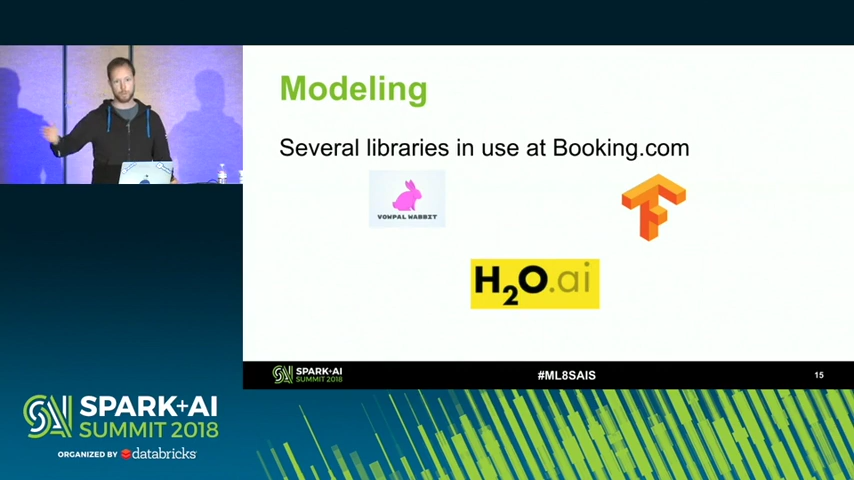 Modeling
Several libraries in use at Booking.com
VOWPAL WABBIT
H2O.ai
SPARK+AI
SUMMIT 2018
#ML8SAIS
15
SPARK+AI
SUMMIT 2018
ORGANIZED BY databricks